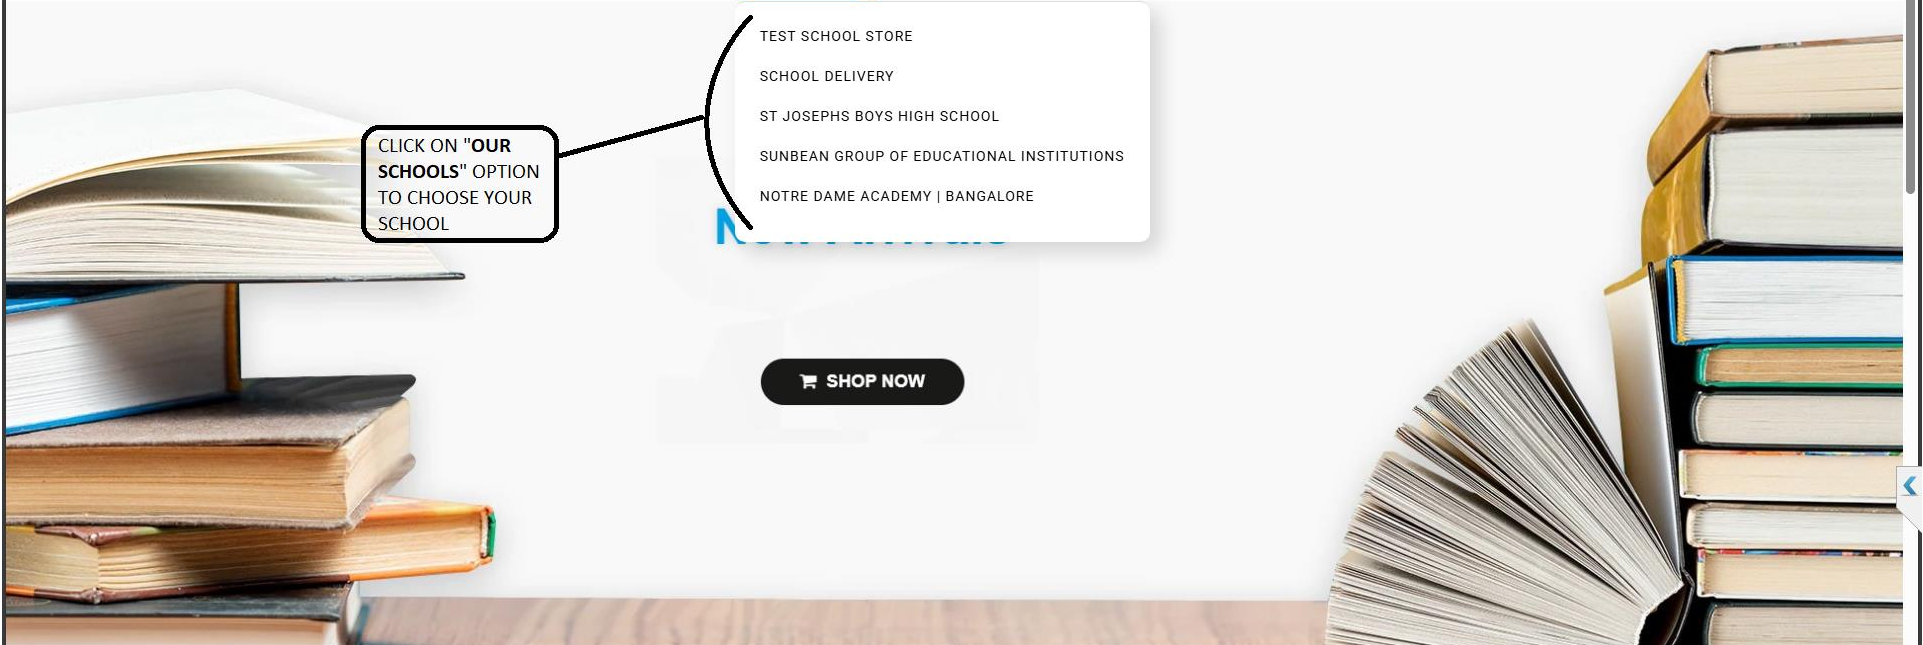 TEST SCHOOL STORE
SCHOOL DELIVERY
ST JOSEPHS BOYS HIGH SCHOOL
SUNBEAN GROUP OF EDUCATIONAL INSTITUTIONS
NOTRE DAME ACADEMY | BANGALORE
CLICK ON "OUR
SCHOOLS" OPTION
TO CHOOSE YOUR
SCHOOL
SHOP NOW